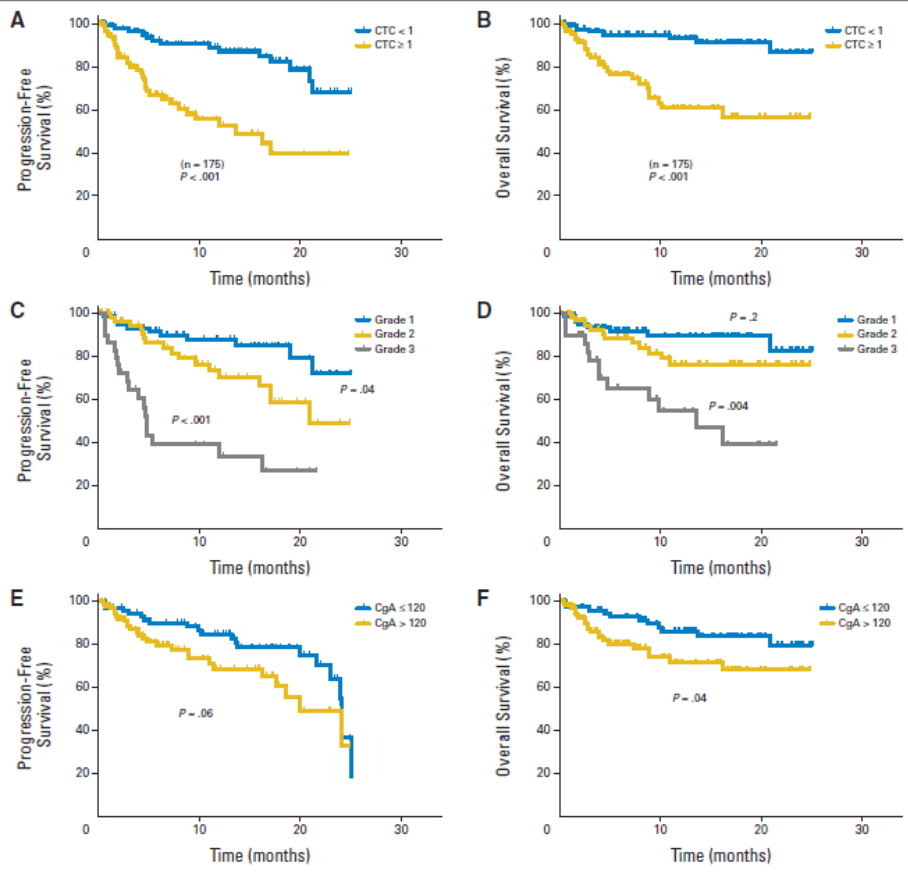 A
100
80
60
40
20
0
10
20
30
Progression-Free
Survival (%)
Time (months)
CTC < 1
CTC ≥ 1
(n = 175)
P < .001
B
100
80
60
40
20
0
10
20
30
Overall Survival (%)
Time (months)
CTC < 1
CTC ≥ 1
(n = 175)
P < .001
C
100
80
60
40
20
0
10
20
30
Progression-Free
Survival (%)
Time (months)
Grade 1
Grade 2
Grade 3
P = .04
P < .001
D
100
80
60
40
20
0
10
20
30
Overall Survival (%)
Time (months)
Grade 1
Grade 2
Grade 3
P = .2
P = .004
E
100
80
60
40
20
0
10
20
30
Progression-Free
Survival (%)
Time (months)
CgA ≤ 120
CgA > 120
P = .06
F
100
80
60
40
20
0
10
20
30
Overall Survival (%)
Time (months)
CgA ≤ 120
CgA > 120
P = .04